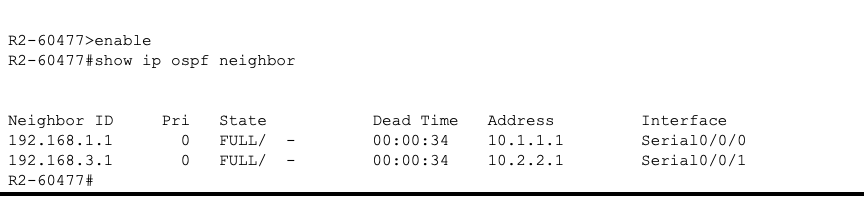 R2-60477>enable
R2-60477#show ip ospf neighbor
Neighbor ID     Pri   State           Dead Time   Address         Interface
192.168.1.1       0   FULL/  -        00:00:34    10.1.1.1        Serial0/0/0
192.168.3.1       0   FULL/  -        00:00:34    10.2.2.1        Serial0/0/1
R2-60477#